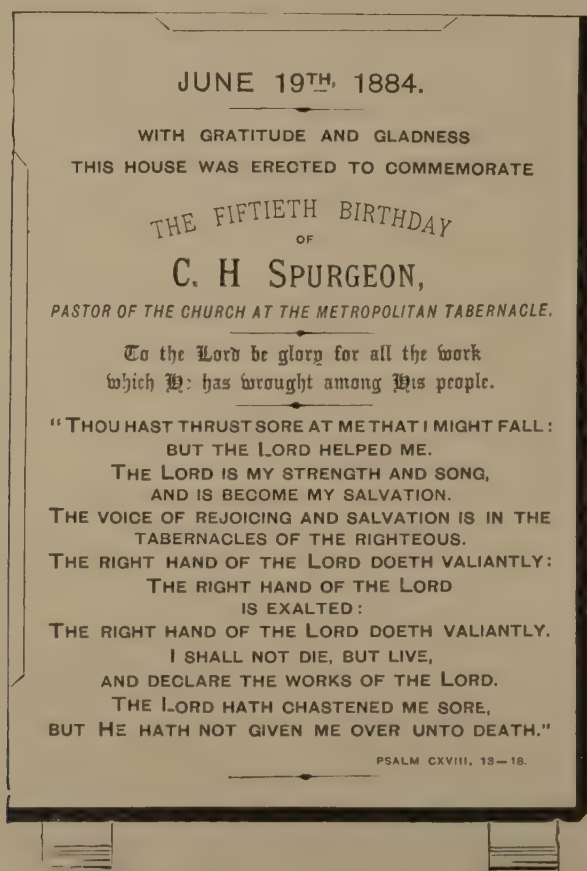 JUNE 19TH, 1884.
WITH GRATITUDE AND GLADNESS
THIS HOUSE WAS ERECTED TO COMMEMORATE
THE FIFTIETH BIRTHDAY
OF
C. H SPURGEON,
PASTOR OF THE CHURCH AT THE METROPOLITAN TABERNACLE.
To the Lord be glory for all the work
which He has wrought among His people.
"THOU HAST THRUST SORE AT ME THAT I MIGHT FALL:
BUT THE LORD HELPED ME.
THE LORD IS MY STRENGTH AND SONG,
AND IS BECOME MY SALVATION.
THE VOICE OF REJOICING AND SALVATION IS IN THE
TABERNACLES OF THE RIGHTEOUS.
THE RIGHT HAND OF THE LORD DOETH VALIANTLY:
THE RIGHT HAND OF THE LORD
IS EXALTED:
THE RIGHT HAND OF THE LORD DOETH VALIANTLY.
I SHALL NOT DIE, BUT LIVE,
AND DECLARE THE WORKS OF THE LORD.
THE LORD HATH CHASTENED ME SORE,
BUT HE HATH NOT GIVEN ME OVER UNTO DEATH."
PSALM CXVIII, 13—18.